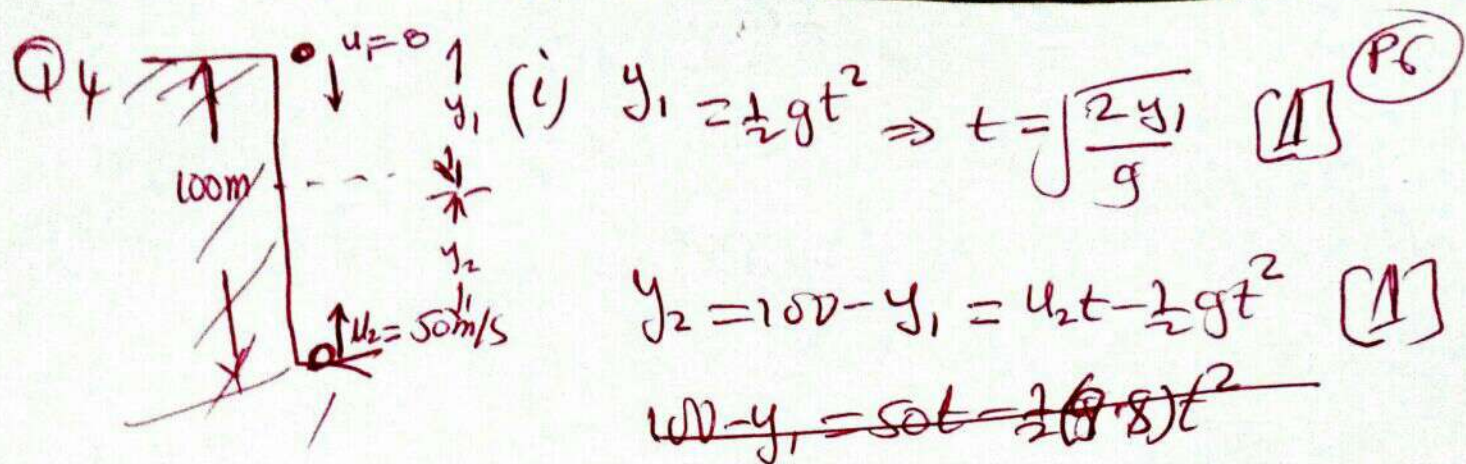 Q4 u₁=0 y₁ (i) y₁ = ½gt² ⇒ t = √(2y₁/g) [1] P6
100m
y₂
u₂ = 50m/s y₂ = 100 - y₁ = u₂t - ½gt² [1]
100 - y₁ = 50t - ½(9.8)t²